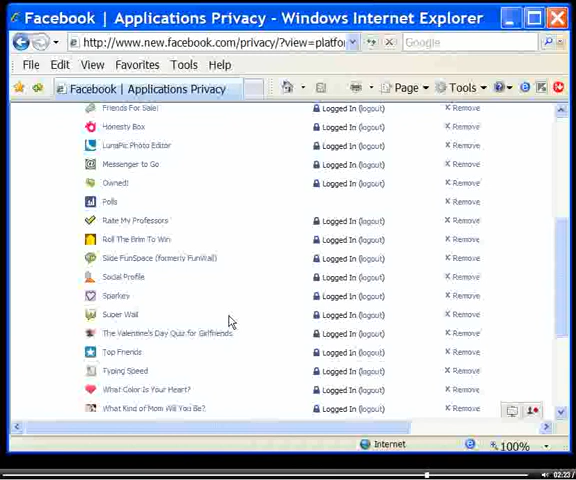 Facebook | Applications Privacy - Windows Internet Explorer
http://www.new.facebook.com/privacy/?view=platfo
Google
File Edit View Favorites Tools Help
Facebook | Applications Privacy
Page Tools
Friends For Sale! Logged In (logout) X Remove
Honesty Box Logged In (logout) X Remove
LunaPic Photo Editor Logged In (logout) X Remove
Messenger to Go Logged In (logout) X Remove
Owned! Logged In (logout) X Remove
Polls X Remove
Rate My Professors Logged In (logout) X Remove
Roll The Brim To Win Logged In (logout) X Remove
Slide FunSpace (formerly FunWall) Logged In (logout) X Remove
Social Profile Logged In (logout) X Remove
Sparkey Logged In (logout) X Remove
Super Wall Logged In (logout) X Remove
The Valentine's Day Quiz for Girlfriends Logged In (logout) X Remove
Top Friends Logged In (logout) X Remove
Typing Speed Logged In (logout) X Remove
What Color Is Your Heart? Logged In (logout) X Remove
What Kind of Mom Will You Be? Logged In (logout) X Remove
Internet 100%
02:23